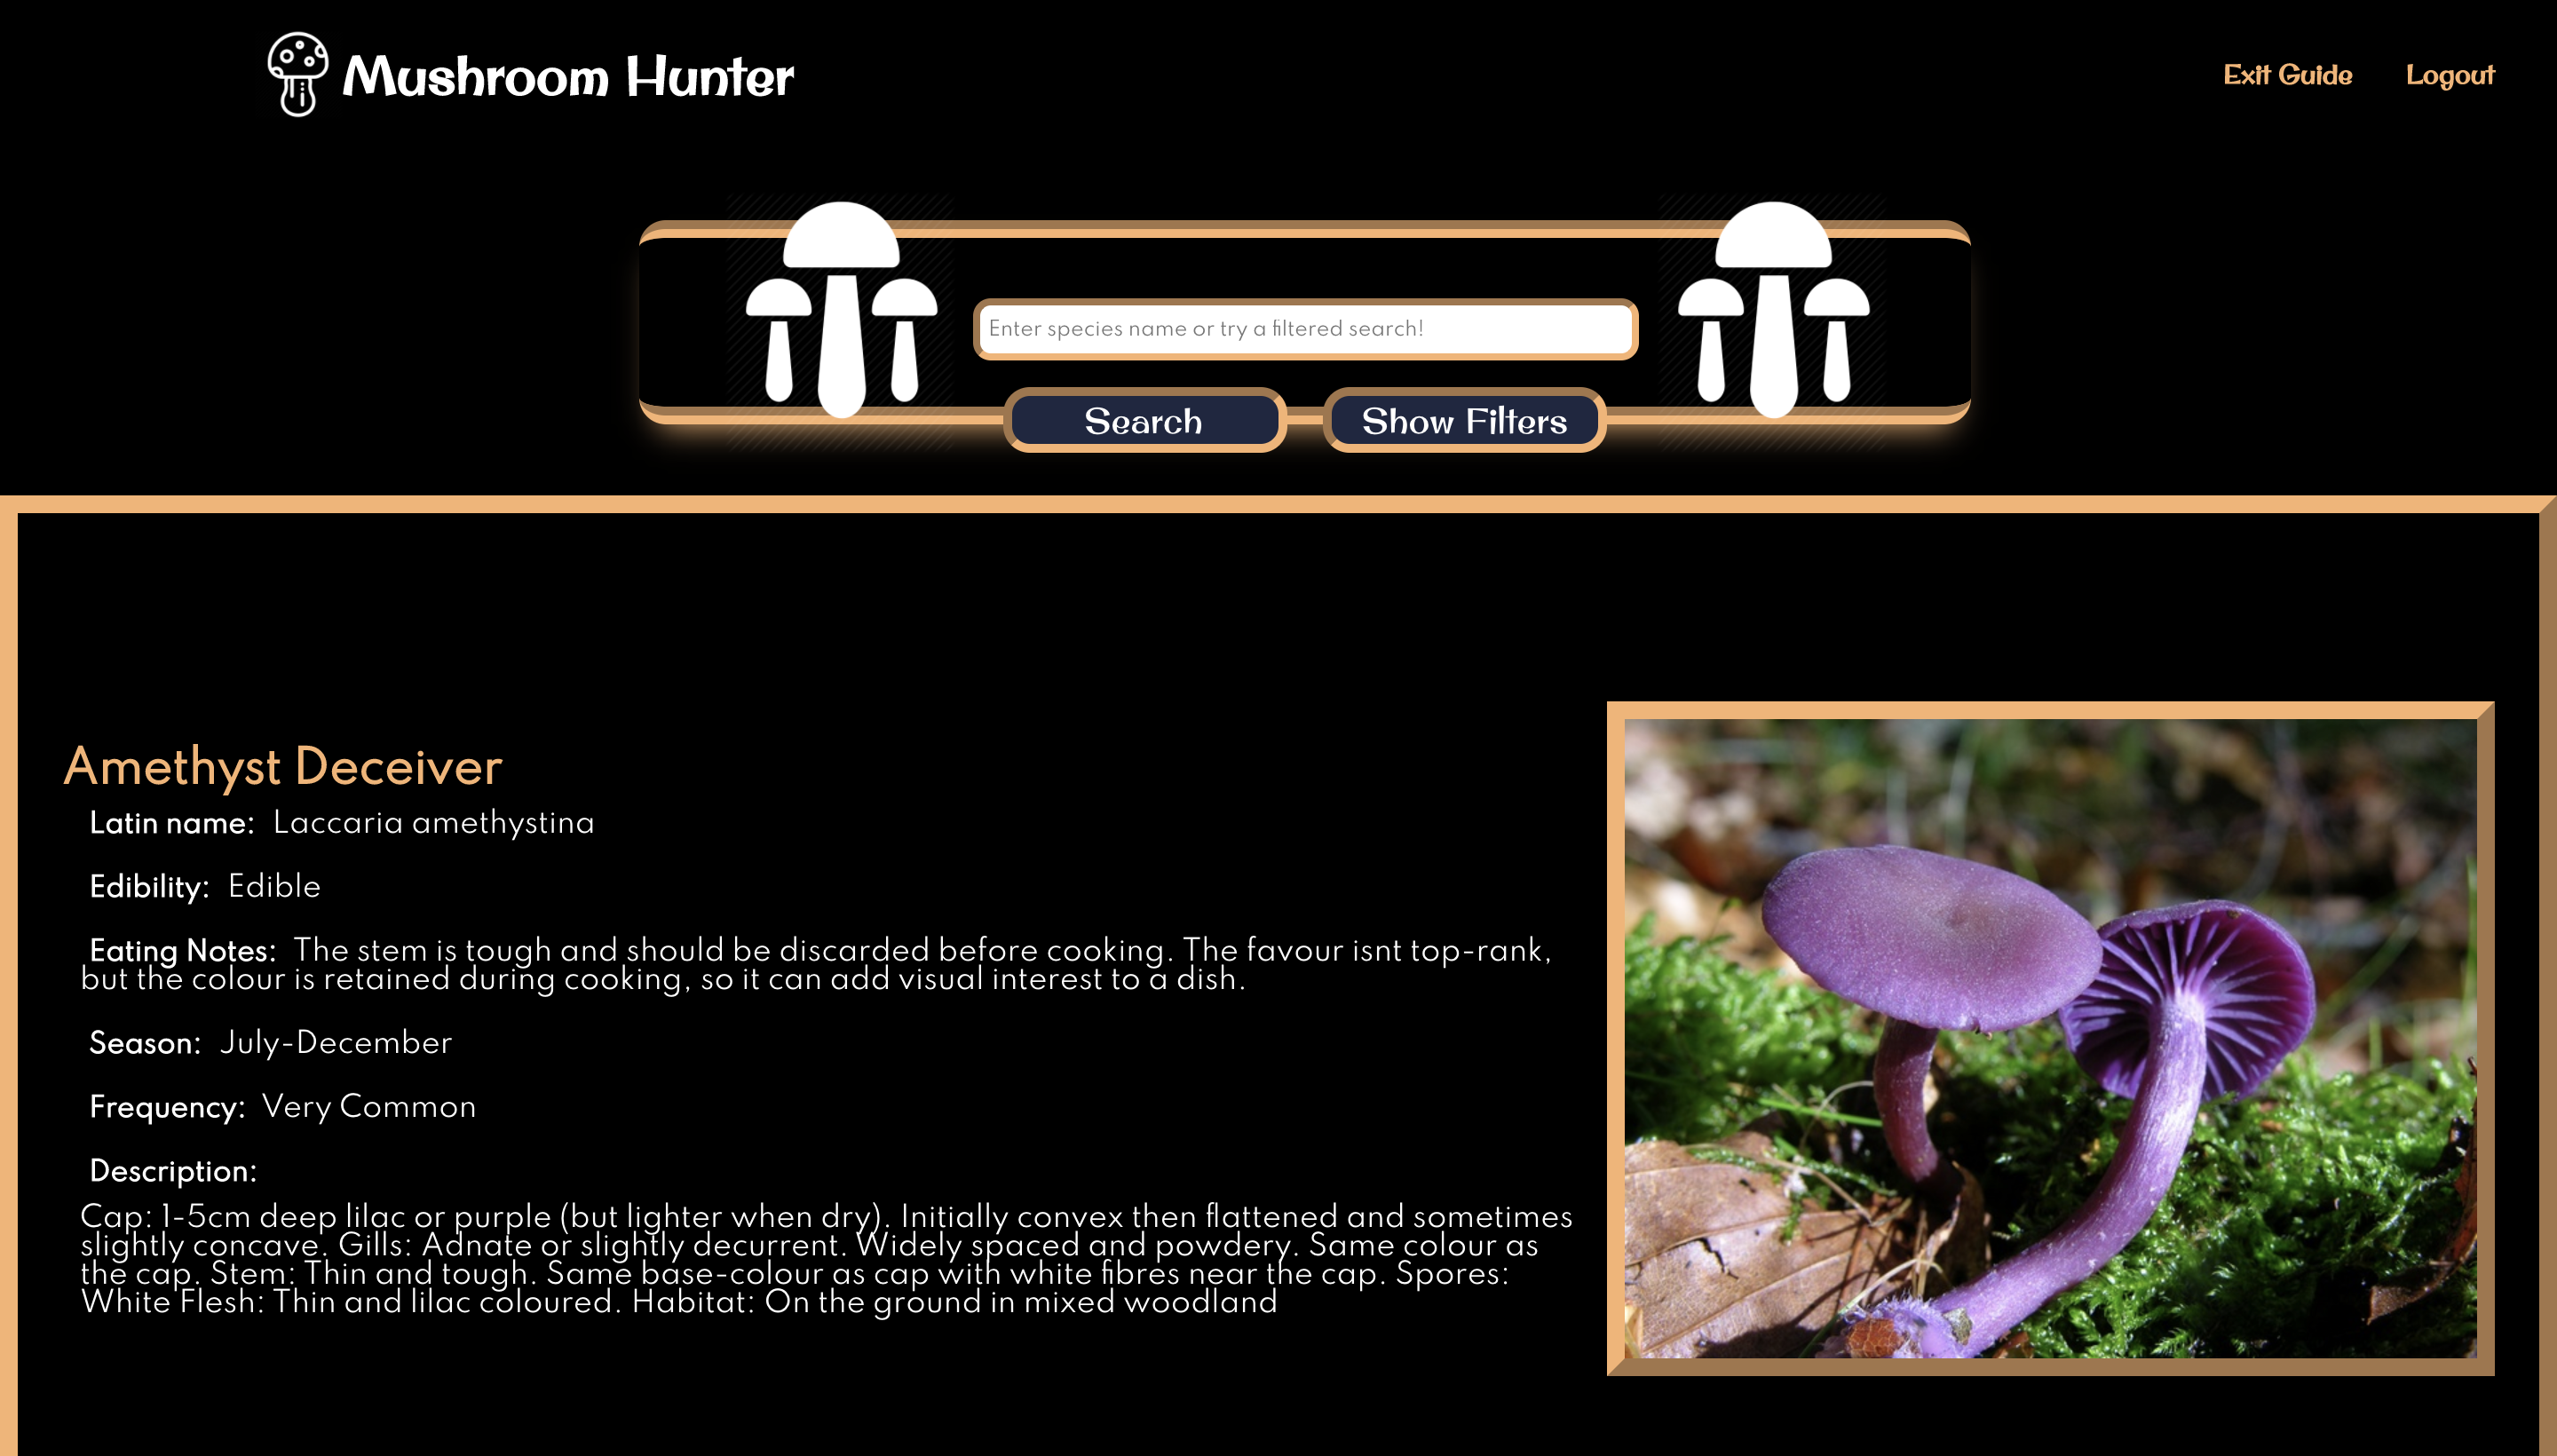 Mushroom Hunter
Exit Guide Logout
Enter species name or try a filtered search!
Search Show Filters
Amethyst Deceiver
Latin name: Laccaria amethystina
Edibility: Edible
Eating Notes: The stem is tough and should be discarded before cooking. The favour isnt top-rank,
but the colour is retained during cooking, so it can add visual interest to a dish.
Season: July-December
Frequency: Very Common
Description:
Cap: 1-5cm deep lilac or purple (but lighter when dry). Initially convex then flattened and sometimes
slightly concave. Gills: Adnate or slightly decurrent. Widely spaced and powdery. Same colour as
the cap. Stem: Thin and tough. Same base-colour as cap with white fibres near the cap. Spores:
White Flesh: Thin and lilac coloured. Habitat: On the ground in mixed woodland